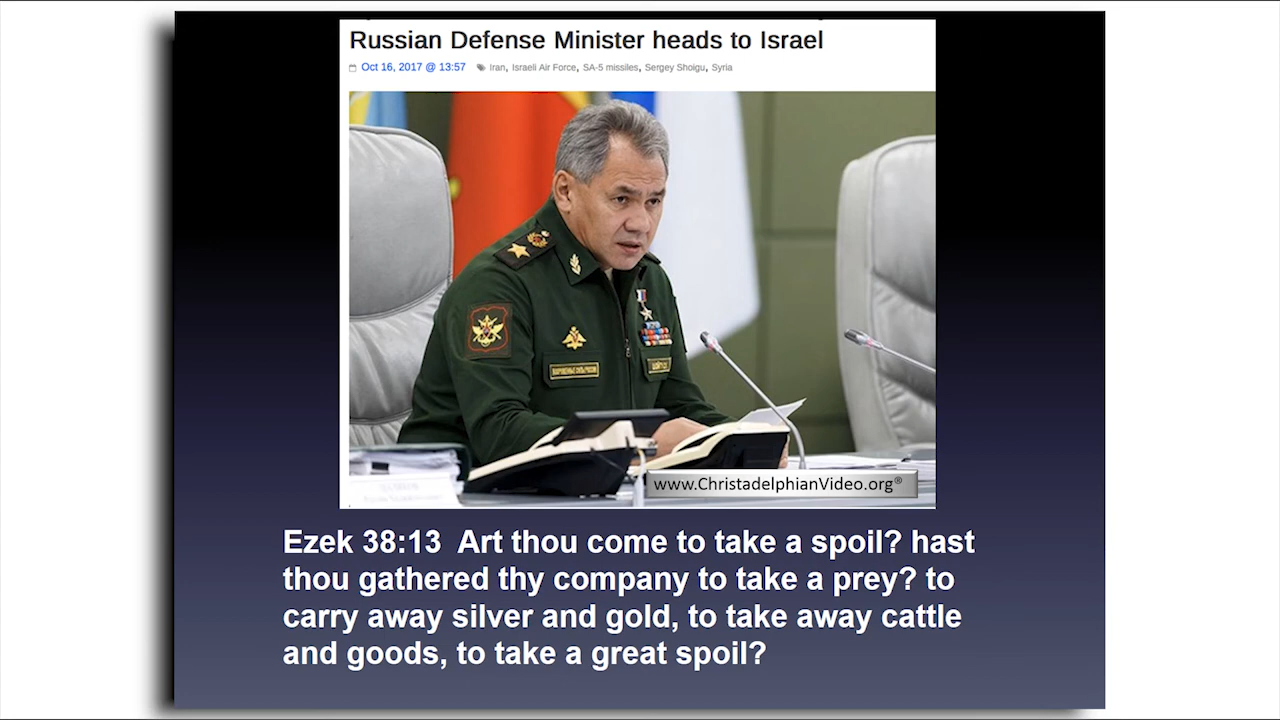 Russian Defense Minister heads to Israel
Oct 16, 2017 @ 13:57 Iran, Israeli Air Force, SA-5 missiles, Sergey Shoigu, Syria
ВООРУЖЕННЫЕ СИЛЫ РОССИИ
www.ChristadelphianVideo.org®
Ezek 38:13 Art thou come to take a spoil? hast
thou gathered thy company to take a prey? to
carry away silver and gold, to take away cattle
and goods, to take a great spoil?